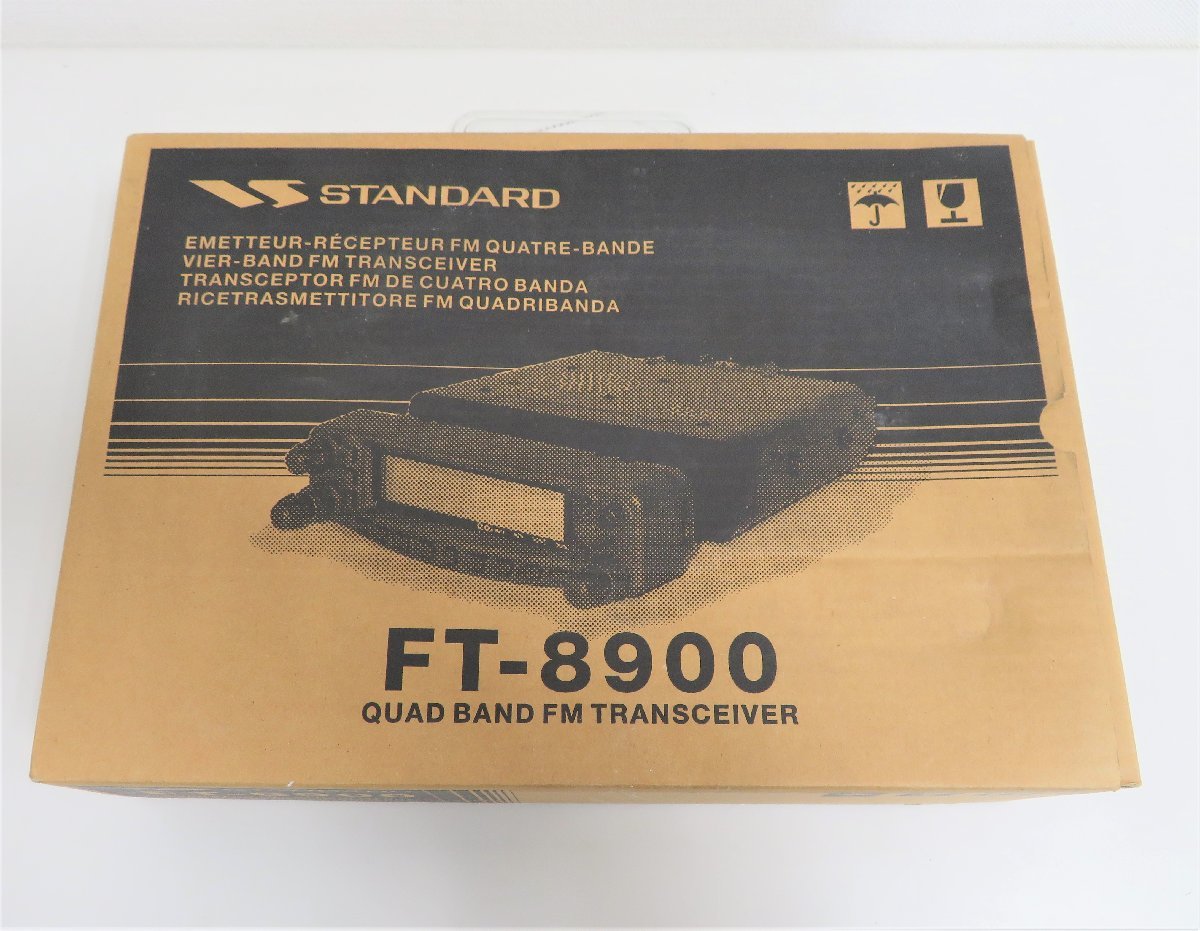 STANDARD
EMETTEUR-RÉCEPTEUR FM QUATRE-BANDE
VIER-BAND FM TRANSCEIVER
TRANSCEPTOR FM DE CUATRO BANDA
RICETRASMETTITORE FM QUADRIBANDA
FT-8900
QUAD BAND FM TRANSCEIVER